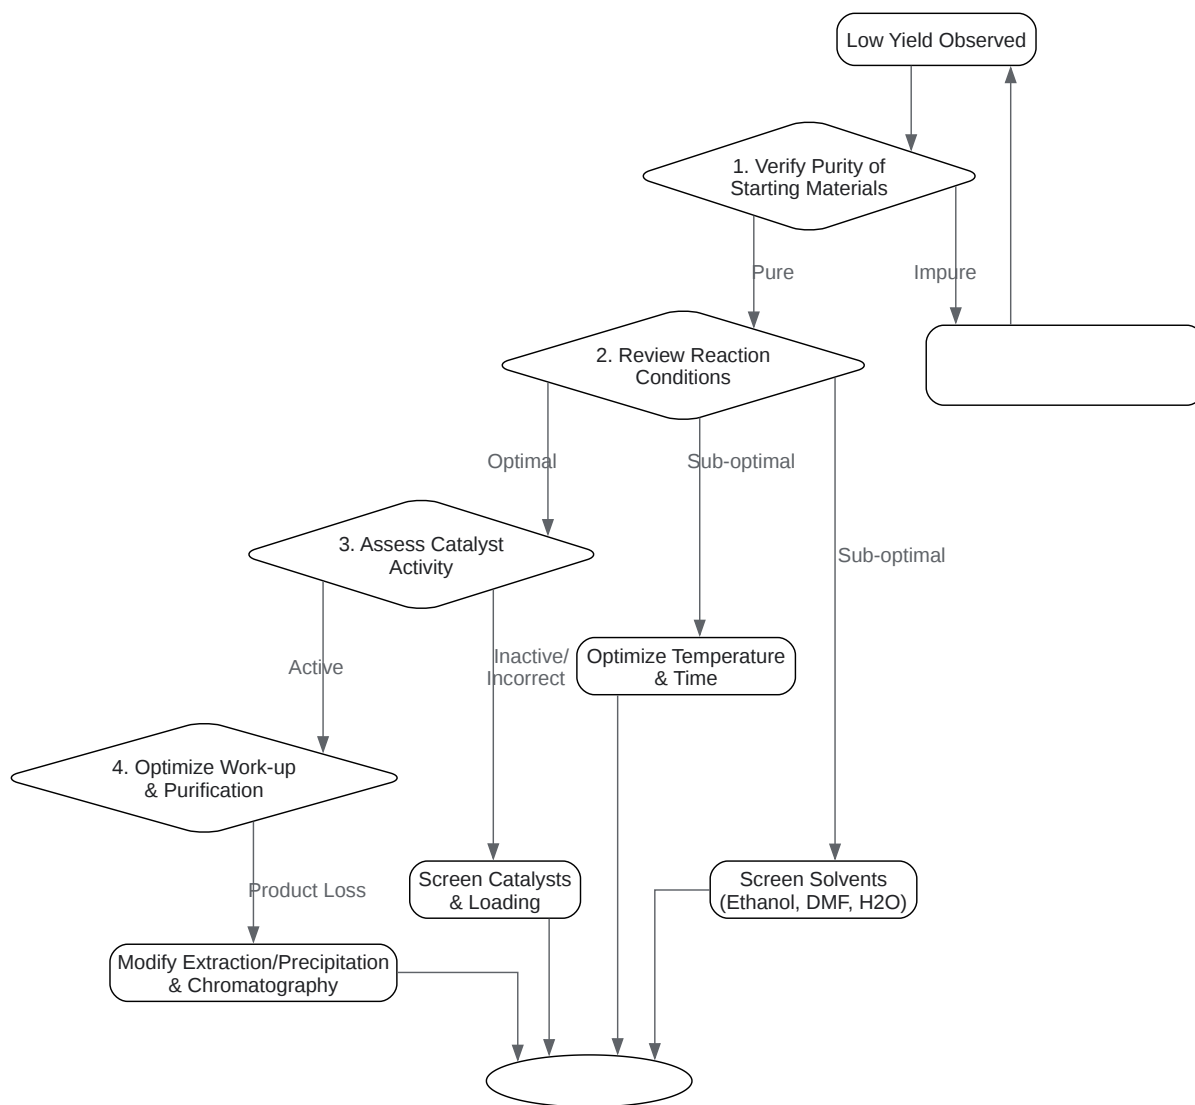 Low Yield Observed
1. Verify Purity of
Starting Materials
Pure
Impure
2. Review Reaction
Conditions
Optimal
Sub-optimal
3. Assess Catalyst
Activity
Sub-optimal
Active
Inactive/
Incorrect
Optimize Temperature
& Time
4. Optimize Work-up
& Purification
Product Loss
Screen Catalysts
& Loading
Screen Solvents
(Ethanol, DMF, H2O)
Modify Extraction/Precipitation
& Chromatography